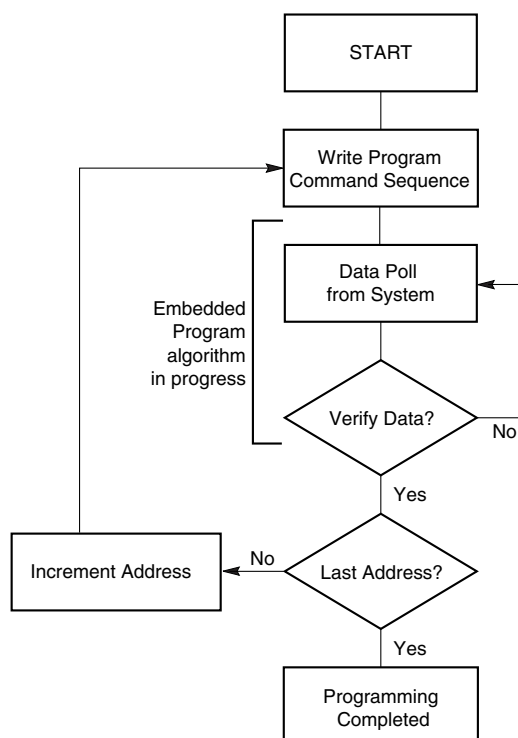 START
Write Program
Command Sequence
Data Poll
from System
Embedded
Program
algorithm
in progress
Verify Data?
No
Yes
Last Address?
No
Increment Address
Yes
Programming
Completed